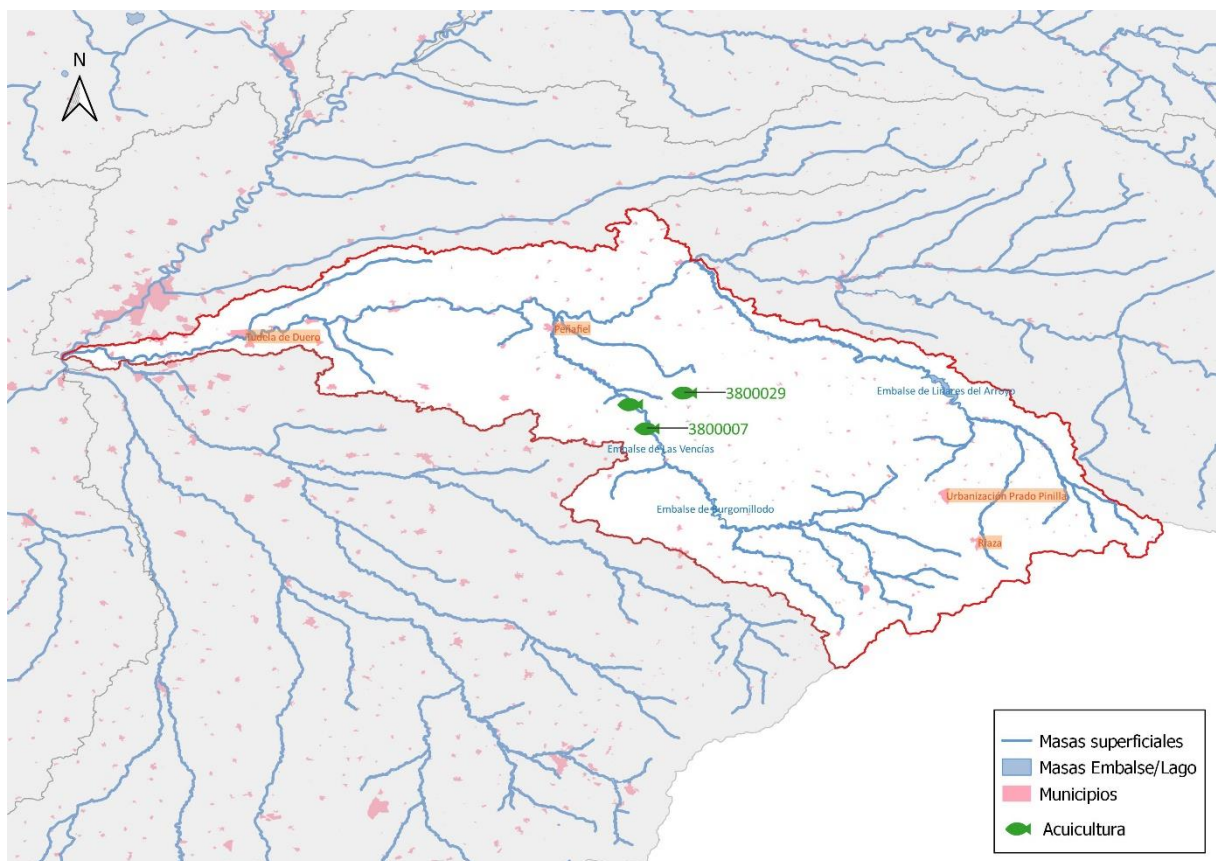 N
Tudela de Duero
Peñafiel
3800029
Embalse de Linares del Arroyo
3800007
Embalse de Las Vencías
Urbanización Prado Pinilla
Embalse de Burgomillodo
Riaza
Masas superficiales
Masas Embalse/Lago
Municipios
Acuicultura